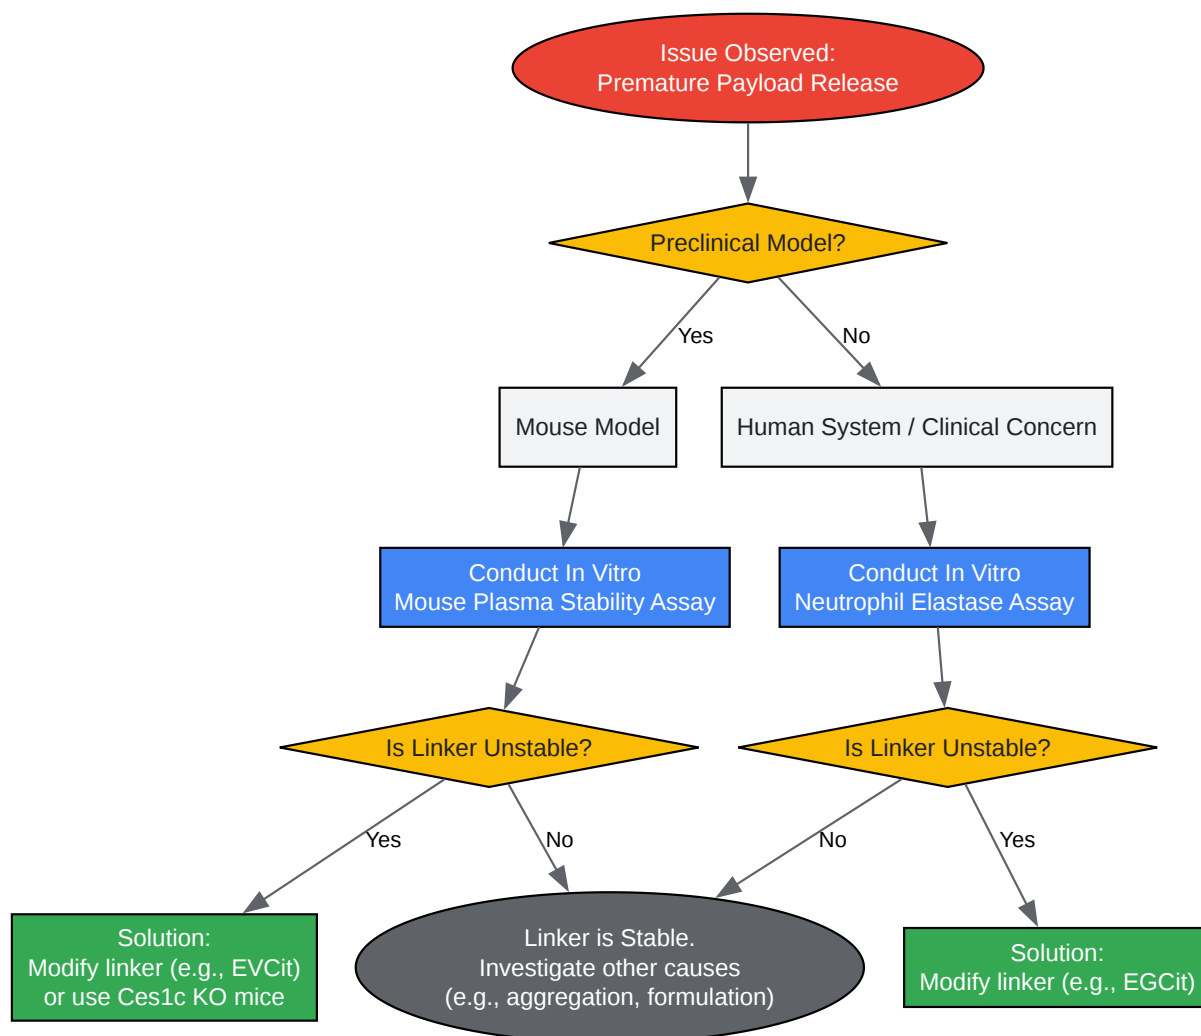 Issue Observed:
Premature Payload Release
Preclinical Model?
Yes
No
Mouse Model
Human System / Clinical Concern
Conduct In Vitro
Mouse Plasma Stability Assay
Conduct In Vitro
Neutrophil Elastase Assay
Is Linker Unstable?
Is Linker Unstable?
Yes
No
No
Yes
Solution:
Modify linker (e.g., EVCit)
or use Ces1c KO mice
Linker is Stable.
Investigate other causes
(e.g., aggregation, formulation)
Solution:
Modify linker (e.g., EGCit)